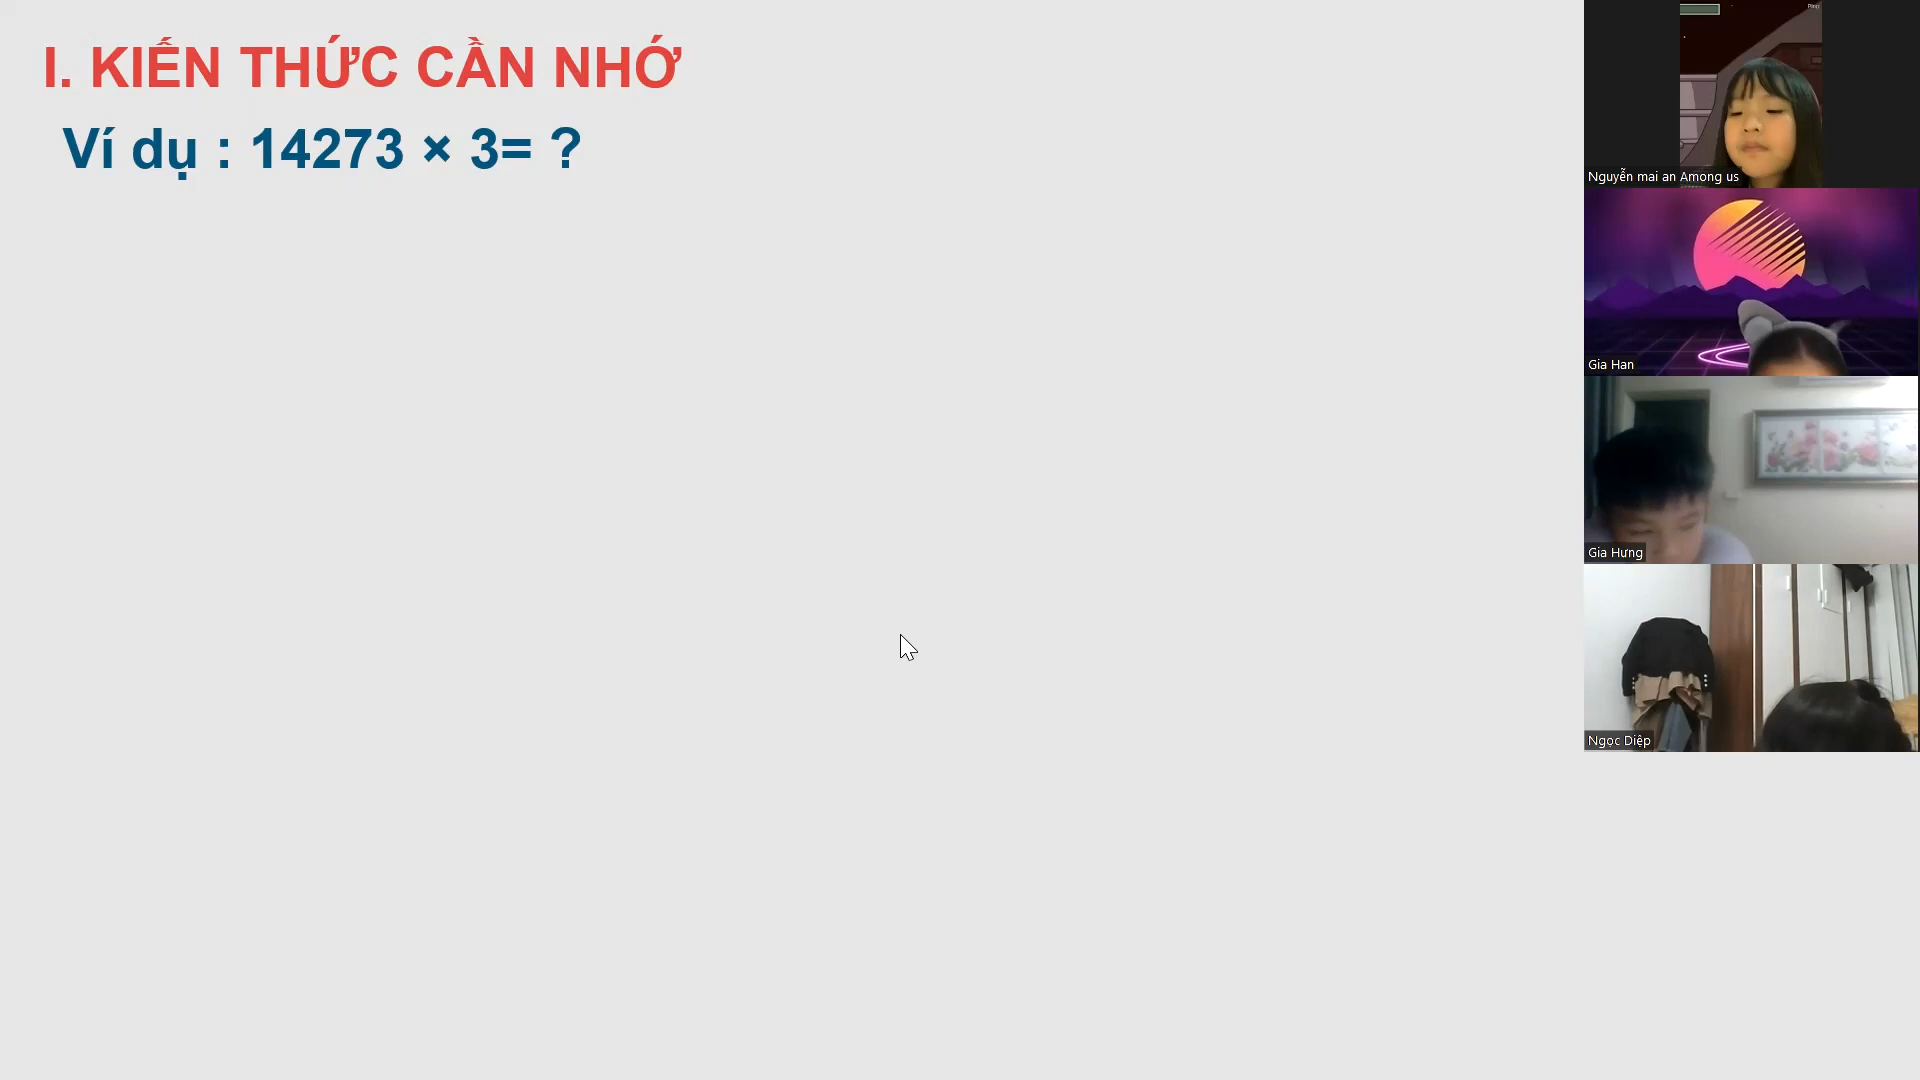 I. KIẾN THỨC CẦN NHỚ
Ví dụ : 14273 × 3= ?
Ping
Nguyễn mai an Among us
Gia Han
Gia Hưng
Ngọc Diệp